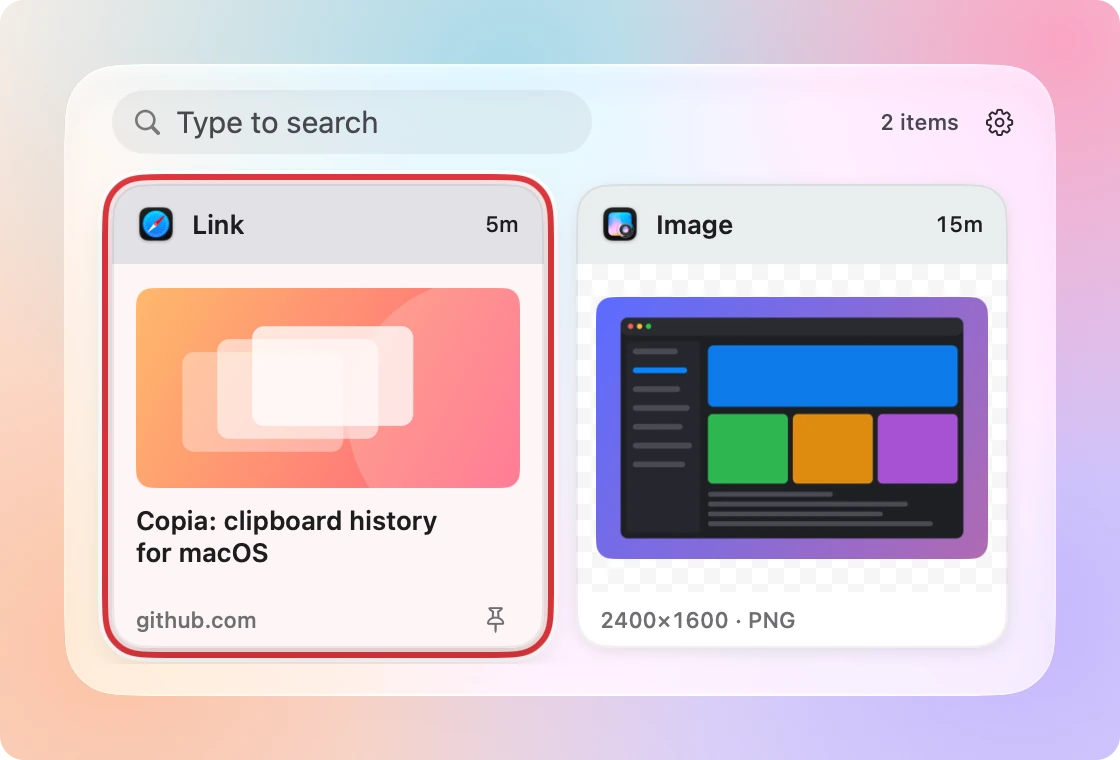 Type to search
2 items
Link
5m
Copia: clipboard history
for macOS
github.com
Image
15m
2400×1600 · PNG